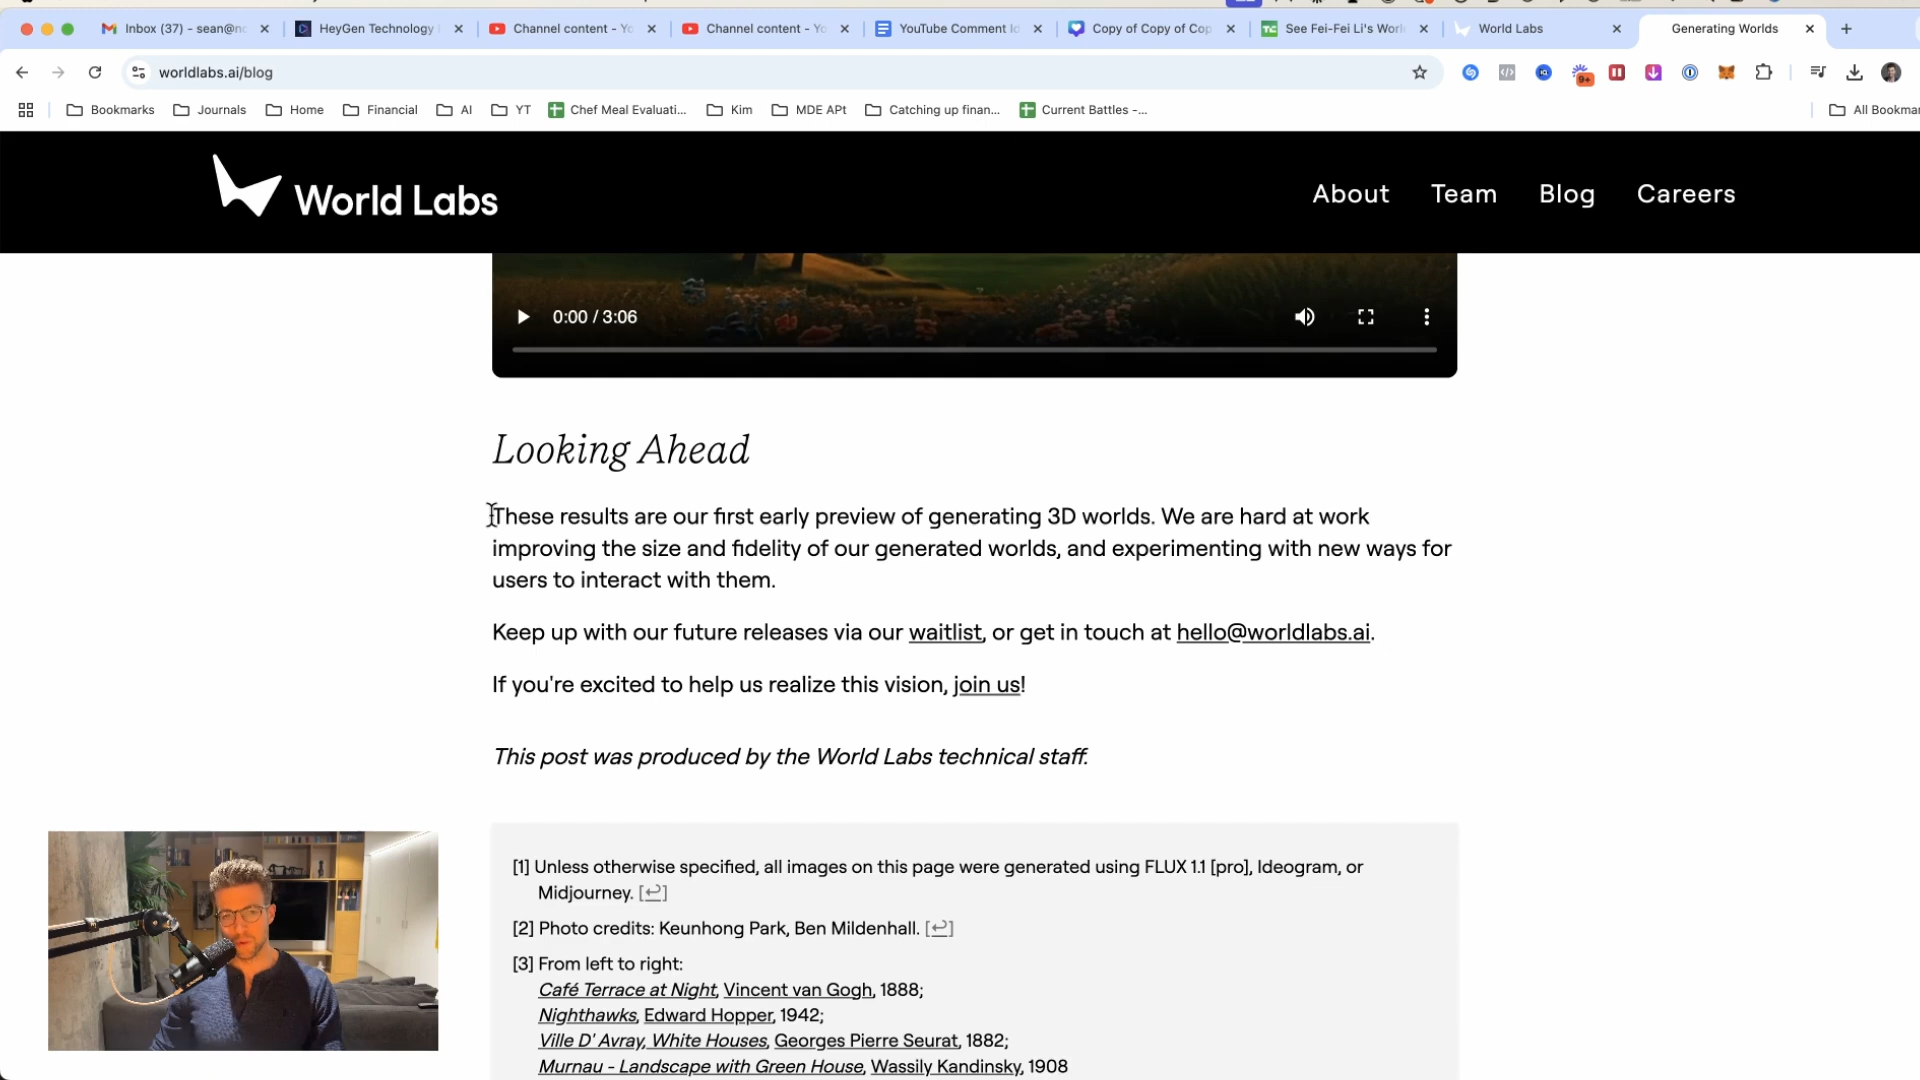 Inbox (37) - sean@no
HeyGen Technology
Channel content - Yo
Channel content - Yo
YouTube Comment Id
Copy of Copy of Cop
See Fei-Fei Li's Worl
World Labs
Generating Worlds
worldlabs.ai/blog
9+
Bookmarks
Journals
Home
Financial
AI
YT
Chef Meal Evaluati...
Kim
MDE APt
Catching up finan...
Current Battles -...
All Bookmar
World Labs
About
Team
Blog
Careers
0:00 / 3:06
Looking Ahead
These results are our first early preview of generating 3D worlds. We are hard at work
improving the size and fidelity of our generated worlds, and experimenting with new ways for
users to interact with them.
Keep up with our future releases via our waitlist, or get in touch at hello@worldlabs.ai.
If you're excited to help us realize this vision, join us!
This post was produced by the World Labs technical staff.
[1] Unless otherwise specified, all images on this page were generated using FLUX 1.1 [pro], Ideogram, or
Midjourney. [↩]
[2] Photo credits: Keunhong Park, Ben Mildenhall. [↩]
[3] From left to right:
Café Terrace at Night, Vincent van Gogh, 1888;
Nighthawks, Edward Hopper, 1942;
Ville D' Avray, White Houses, Georges Pierre Seurat, 1882;
Murnau - Landscape with Green House, Wassily Kandinsky, 1908